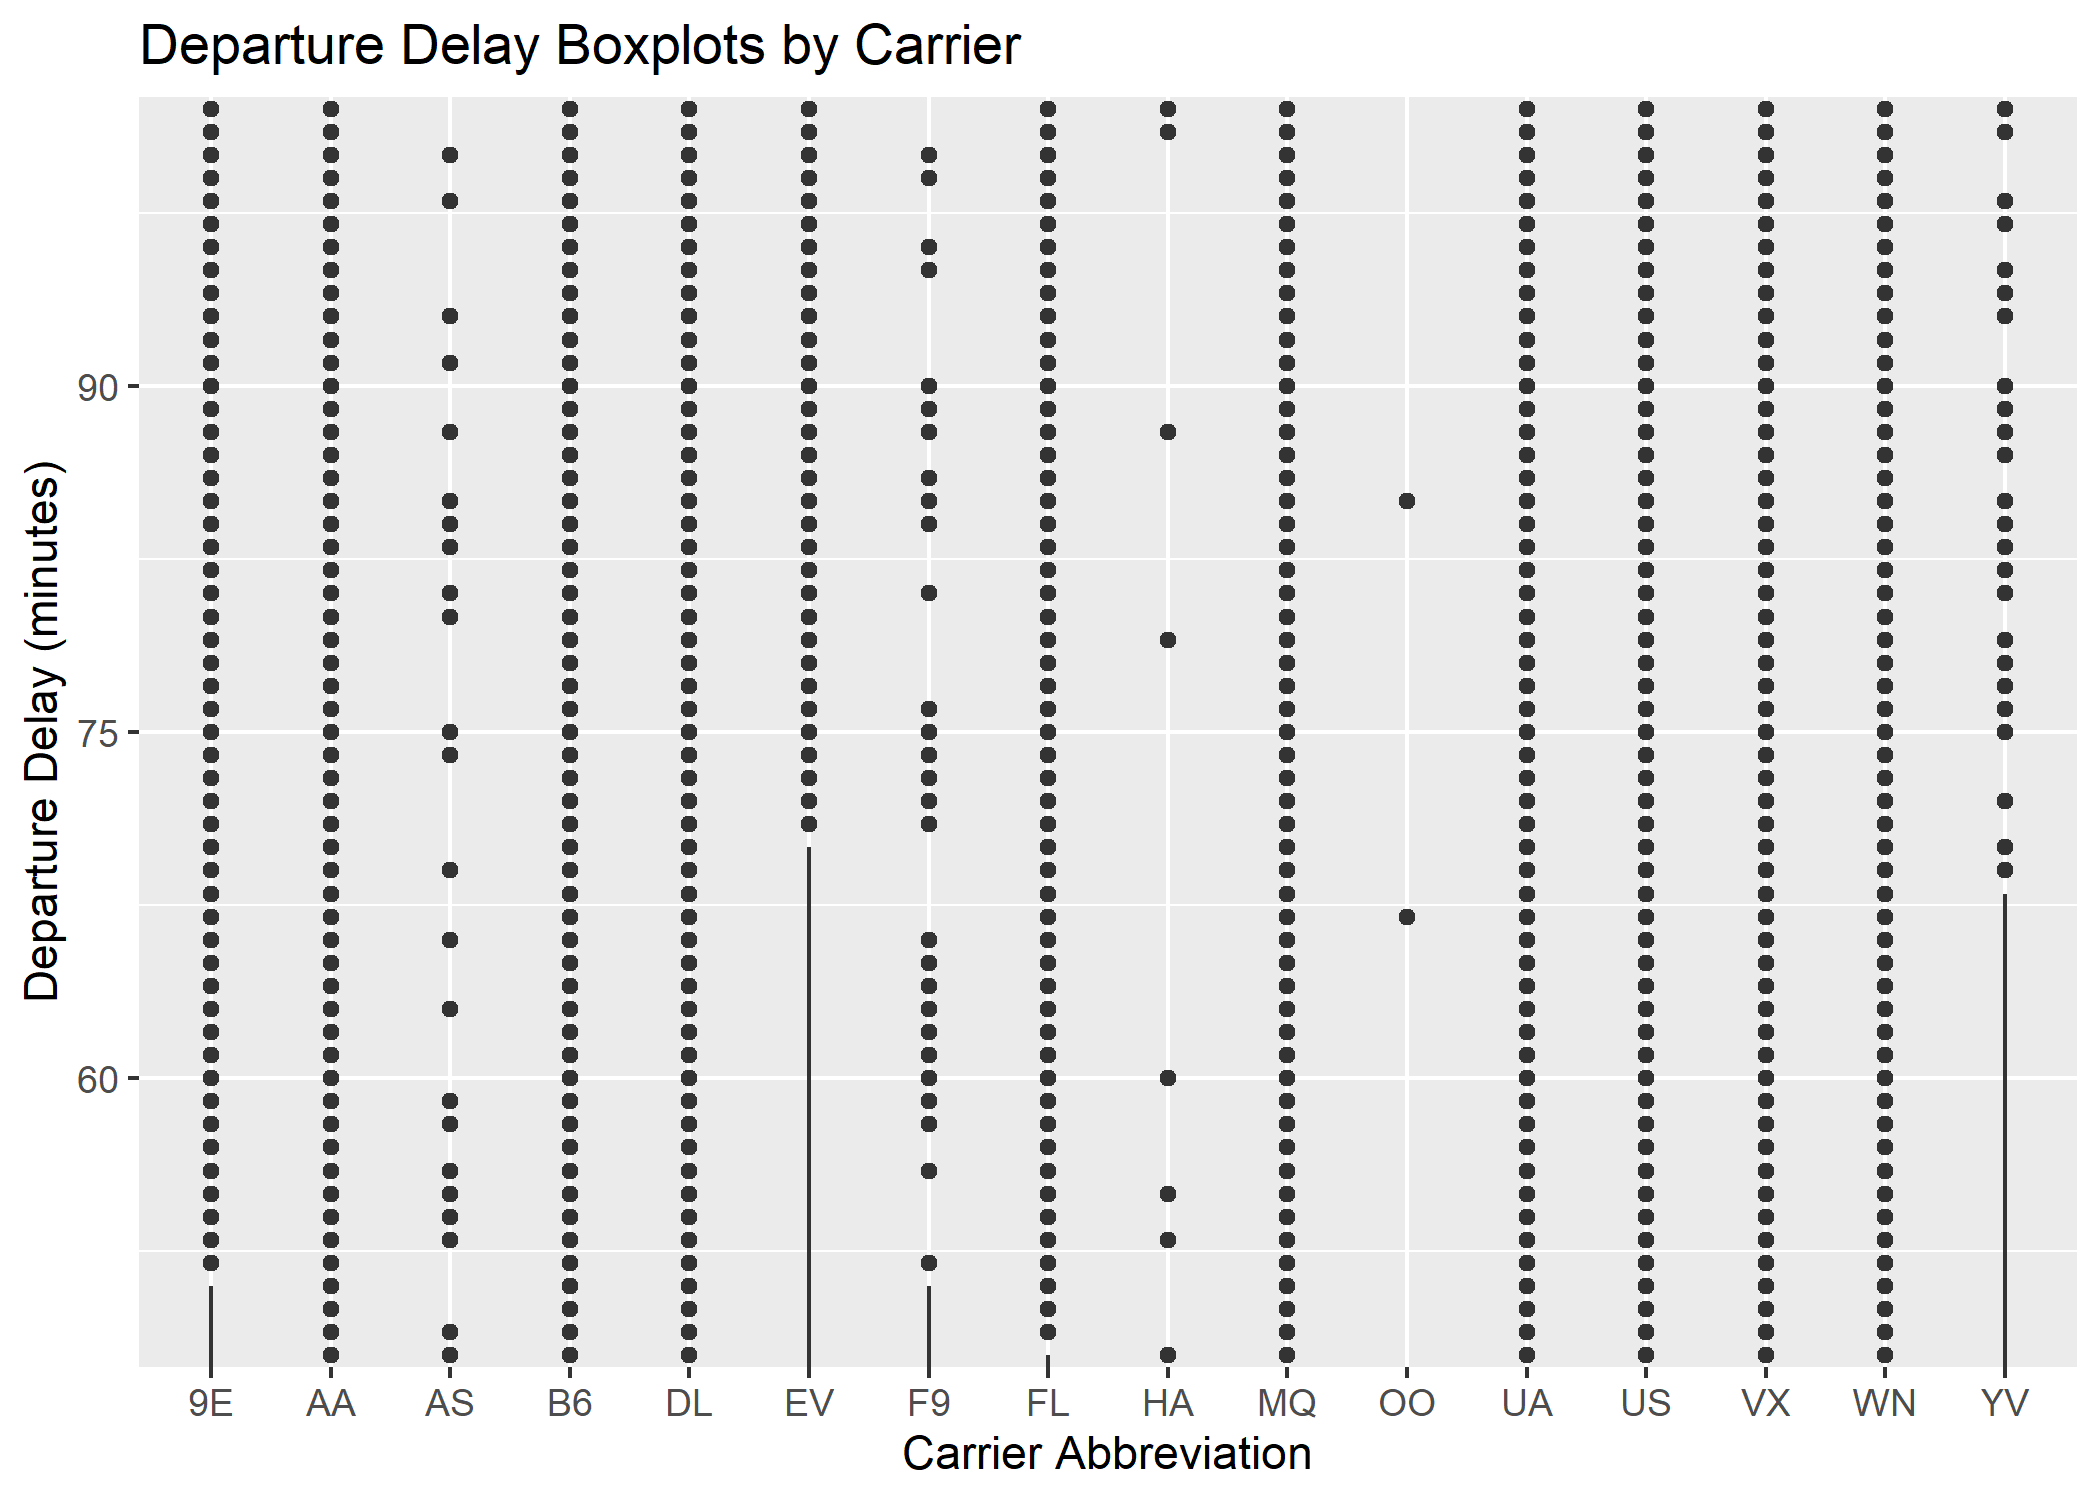 Departure Delay Boxplots by Carrier
Departure Delay (minutes)
90
75
60
9E AA AS B6 DL EV F9 FL HA MQ OO UA US VX WN YV
Carrier Abbreviation